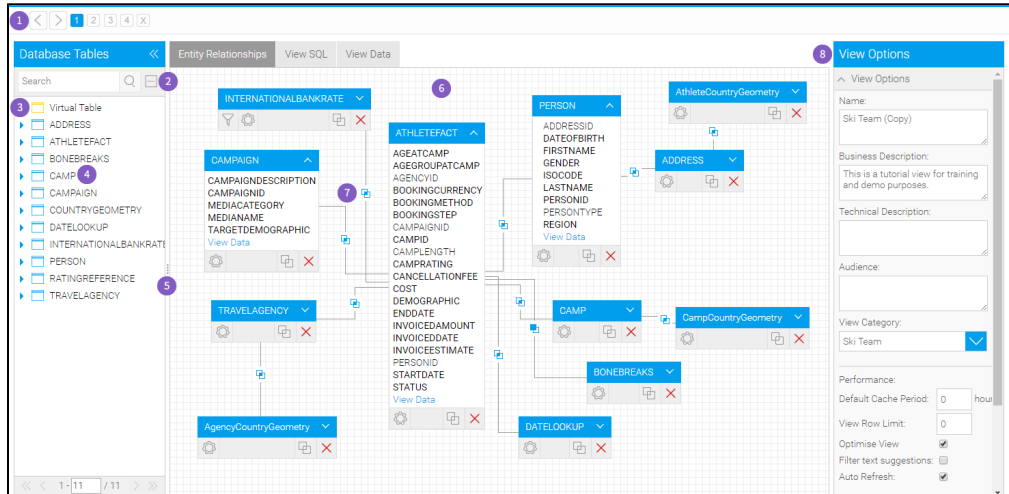 1
1 2 3 4 X
Database Tables
Search
2
3
Virtual Table
ADDRESS
ATHLETEFACT
BONEBREAKS
CAMP
4
CAMPAIGN
COUNTRYGEOMETRY
DATELOOKUP
INTERNATIONALBANKRATE
PERSON
RATINGREFERENCE
TRAVELAGENCY
5
1 - 11 / 11
Entity Relationships View SQL View Data
6
INTERNATIONALBANKRATE
CAMPAIGN
CAMPAIGNDESCRIPTION
CAMPAIGNID
MEDIACATEGORY
MEDIANAME
TARGETDEMOGRAPHIC
View Data
7
TRAVELAGENCY
AgencyCountryGeometry
ATHLETEFACT
AGEATCAMP
AGEGROUPATCAMP
AGENCYID
BOOKINGCURRENCY
BOOKINGMETHOD
BOOKINGSTEP
CAMPAIGNID
CAMPID
CAMPLENGTH
CAMPRATING
CANCELLATIONFEE
COST
DEMOGRAPHIC
ENDDATE
INVOICEDAMOUNT
INVOICEDDATE
INVOICEESTIMATE
PERSONID
STARTDATE
STATUS
View Data
PERSON
ADDRESSID
DATEOFBIRTH
FIRSTNAME
GENDER
ISOCODE
LASTNAME
PERSONID
PERSONTYPE
REGION
View Data
AthleteCountryGeometry
ADDRESS
CAMP
CampCountryGeometry
BONEBREAKS
DATELOOKUP
8
View Options
View Options
Name:
Ski Team (Copy)
Business Description:
This is a tutorial view for training
and demo purposes.
Technical Description:
Audience:
View Category:
Ski Team
Performance:
Default Cache Period: 0 hour
View Row Limit: 0
Optimise View
Filter text suggestions:
Auto Refresh: